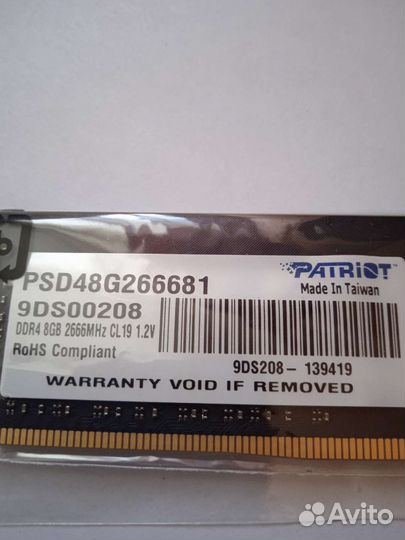 PATRIOT
Made In Taiwan
PSD48G266681
9DS00208
DDR4 8GB 2666MHz CL19 1.2V
RoHS Compliant
9DS208- 139419
WARRANTY VOID IF REMOVED
Avito